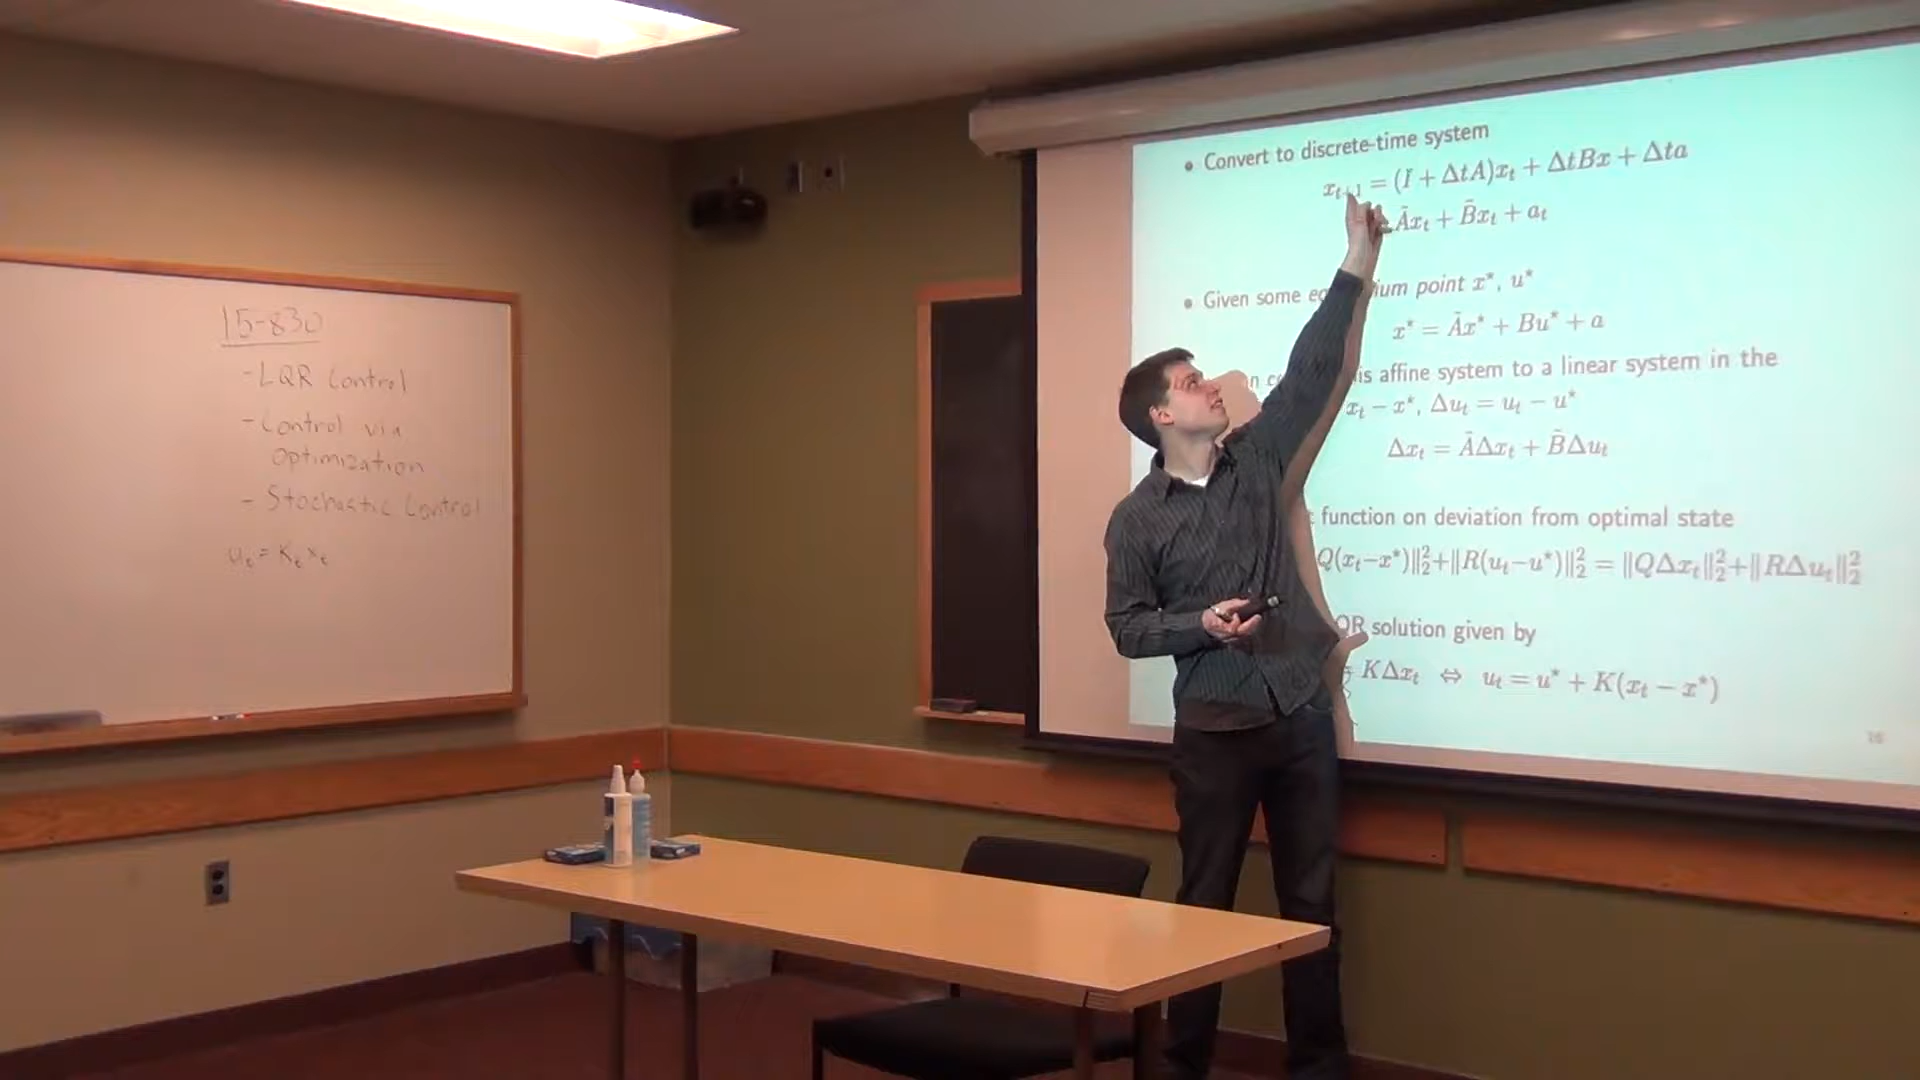 15-830
- LQR Control
- Control via
Optimization
- Stochastic Control
u_t = K_t x_t
• Convert to discrete-time system
x_{t+1} = (I + ΔtA)x_t + ΔtBx + Δta
Ãx_t + B̃x_t + a_t
• Given some point x*, u*
x* = Ãx* + Bu* + a
affine system to a linear system in the
x_t − x*, Δu_t = u_t − u*
Δx_t = ÃΔx_t + B̃Δu_t
function on deviation from optimal state
Q(x_t−x*)‖₂²+‖R(u_t−u*)‖₂² = ‖QΔx_t‖₂²+‖RΔu_t‖₂²
solution given by
KΔx_t ⇔ u_t = u* + K(x_t − x*)